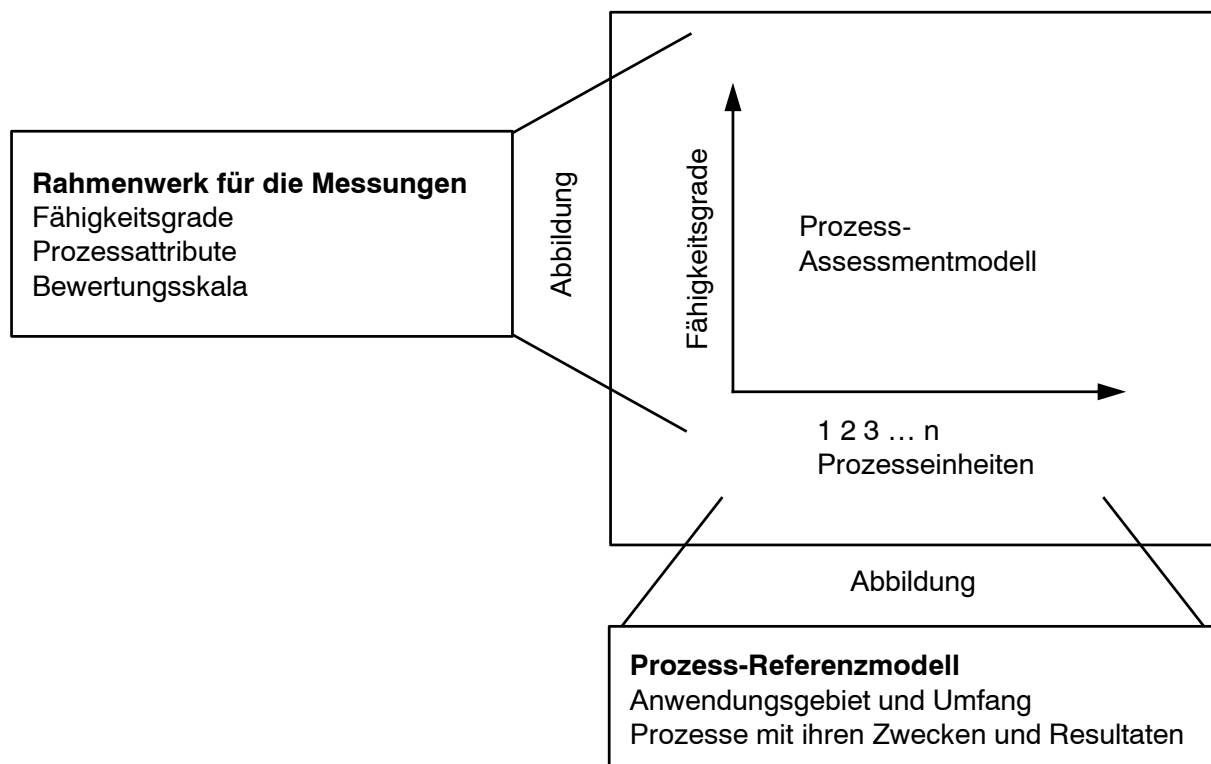 Rahmenwerk für die Messungen
Fähigkeitsgrade
Prozessattribute
Bewertungsskala
Abbildung
Fähigkeitsgrade
Prozess-
Assessmentmodell
1 2 3 … n
Prozesseinheiten
Abbildung
Prozess-Referenzmodell
Anwendungsgebiet und Umfang
Prozesse mit ihren Zwecken und Resultaten